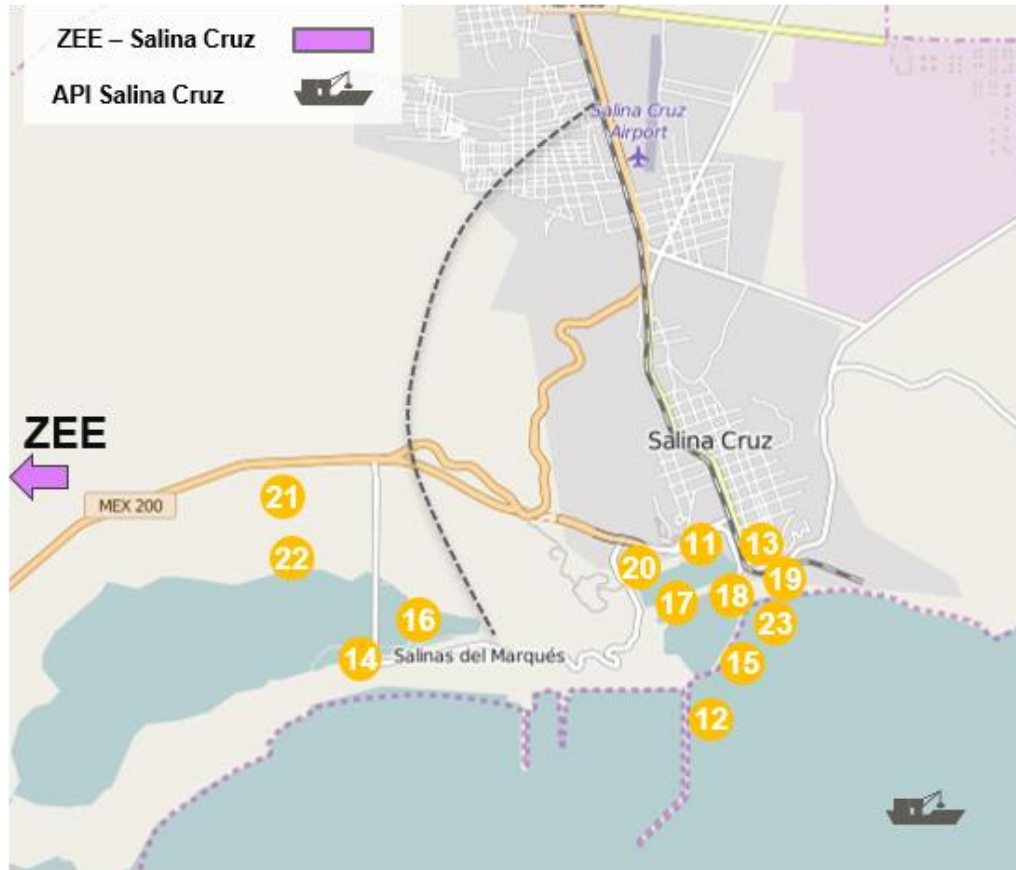 ZEE – Salina Cruz
API Salina Cruz
Salina Cruz
Airport
Salina Cruz
ZEE
MEX 200
21
22
11
13
20
19
17
18
16
23
14
Salinas del Marqués
15
12